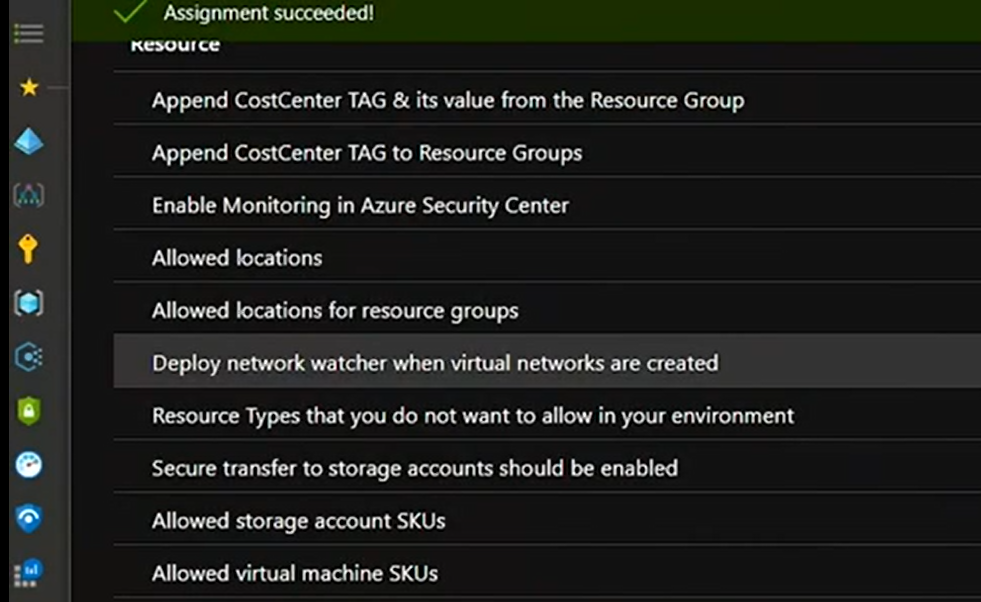 Assignment succeeded!
Resource
Append CostCenter TAG & its value from the Resource Group
Append CostCenter TAG to Resource Groups
Enable Monitoring in Azure Security Center
Allowed locations
Allowed locations for resource groups
Deploy network watcher when virtual networks are created
Resource Types that you do not want to allow in your environment
Secure transfer to storage accounts should be enabled
Allowed storage account SKUs
Allowed virtual machine SKUs